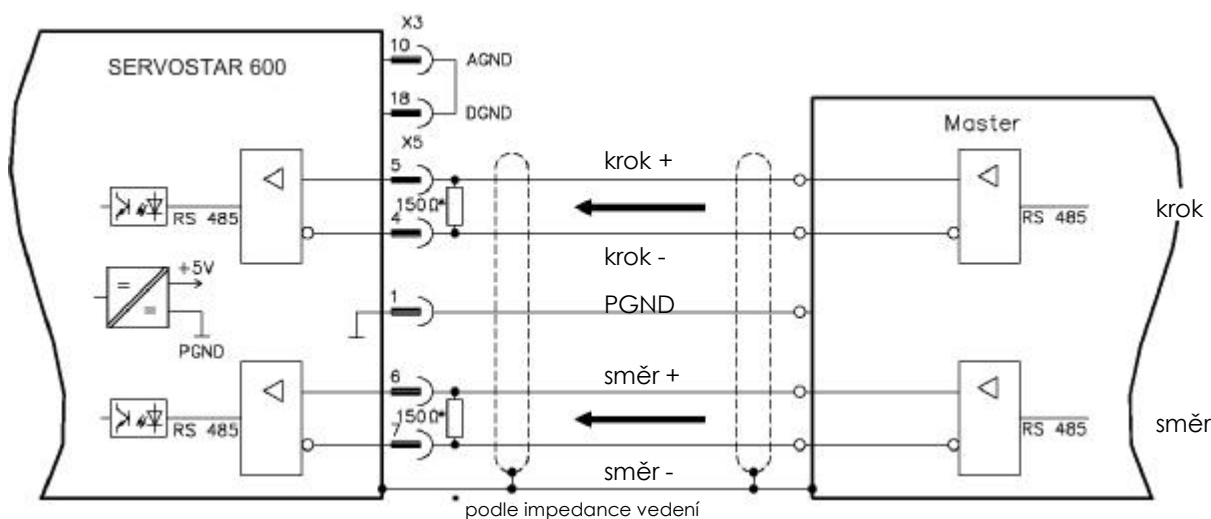 X3
10
AGND
SERVOSTAR 600
18
DGND
X5
Master
5
krok +
150Ω*
RS 485
RS 485
krok
4
krok -
+5V
=
=
1
PGND
PGND
6
směr +
150Ω*
RS 485
RS 485
směr
7
směr -
* podle impedance vedení